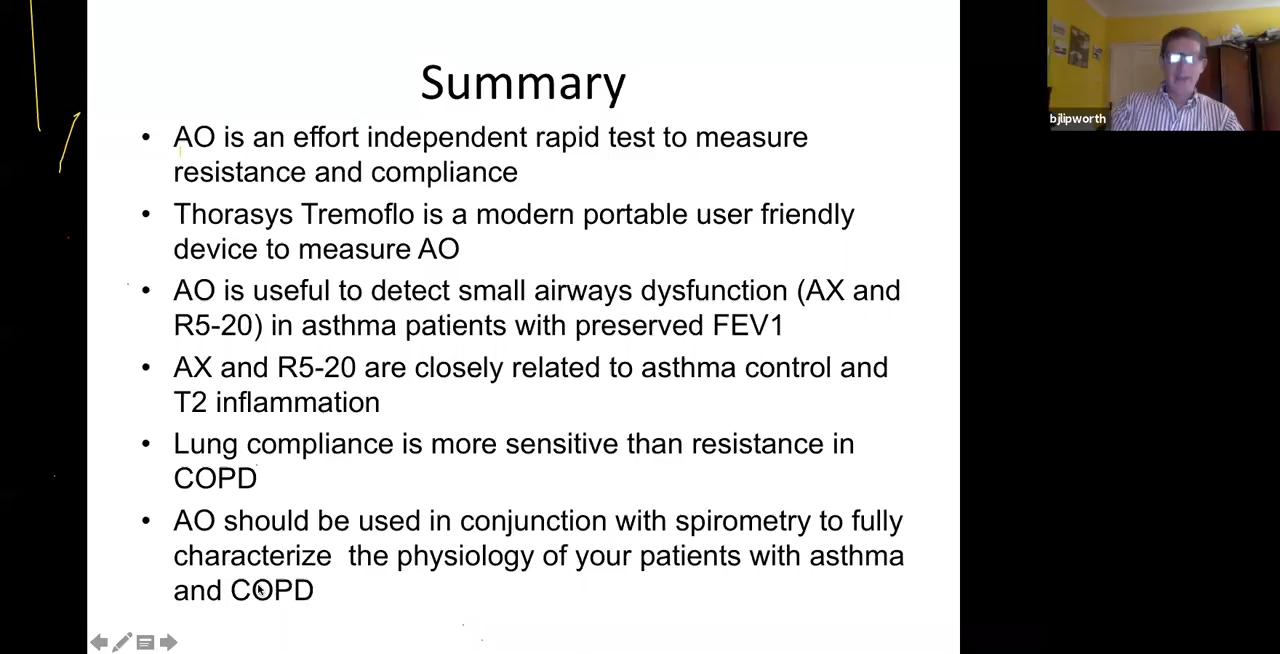 Summary
• AO is an effort independent rapid test to measure
resistance and compliance
• Thorasys Tremoflo is a modern portable user friendly
device to measure AO
• AO is useful to detect small airways dysfunction (AX and
R5-20) in asthma patients with preserved FEV1
• AX and R5-20 are closely related to asthma control and
T2 inflammation
• Lung compliance is more sensitive than resistance in
COPD
• AO should be used in conjunction with spirometry to fully
characterize  the physiology of your patients with asthma
and COPD
bjlipworth